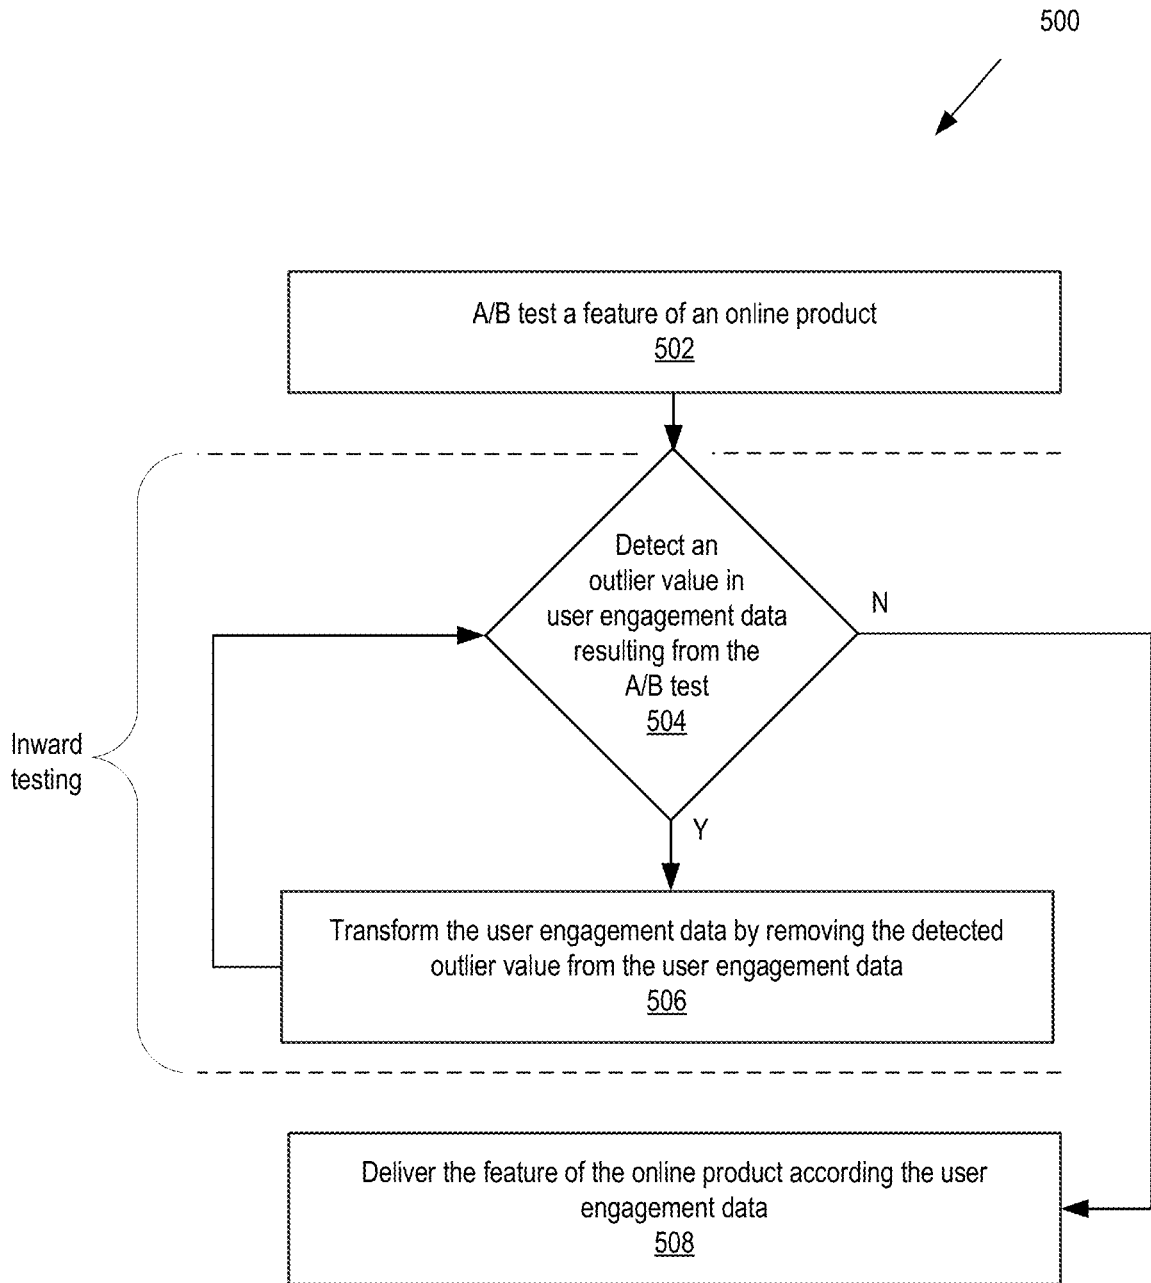 500
A/B test a feature of an online product
502
Detect an
outlier value in
user engagement data
resulting from the
A/B test
504
N
Inward
testing
Y
Transform the user engagement data by removing the detected
outlier value from the user engagement data
506
Deliver the feature of the online product according the user
engagement data
508